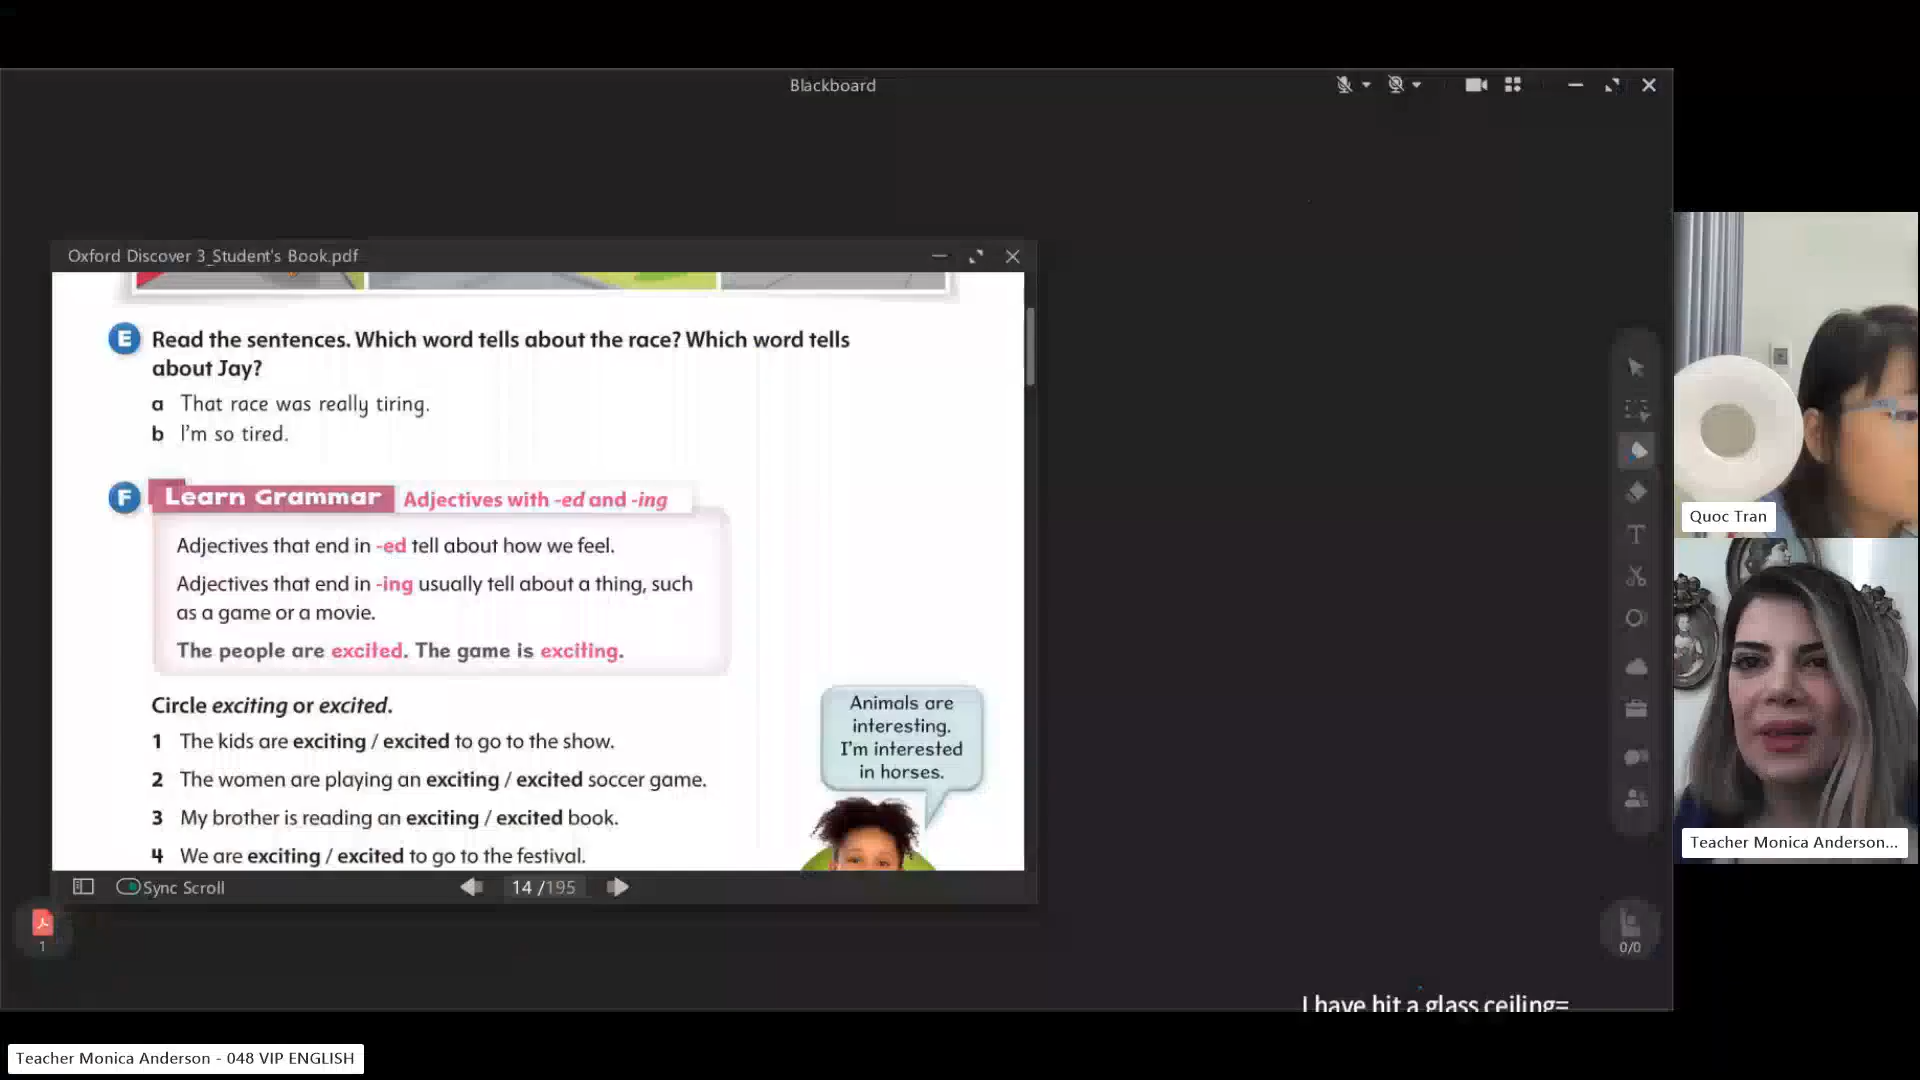 Blackboard
Oxford Discover 3_Student's Book.pdf
E Read the sentences. Which word tells about the race? Which word tells
about Jay?
a That race was really tiring.
b I'm so tired.
F Learn Grammar Adjectives with -ed and -ing
Adjectives that end in -ed tell about how we feel.
Adjectives that end in -ing usually tell about a thing, such
as a game or a movie.
The people are excited. The game is exciting.
Circle exciting or excited.
1 The kids are exciting / excited to go to the show.
2 The women are playing an exciting / excited soccer game.
3 My brother is reading an exciting / excited book.
4 We are exciting / excited to go to the festival.
Animals are
interesting.
I'm interested
in horses.
Sync Scroll
14 /195
1
Quoc Tran
Teacher Monica Anderson...
0/0
I have hit a glass ceiling=
Teacher Monica Anderson - 048 VIP ENGLISH